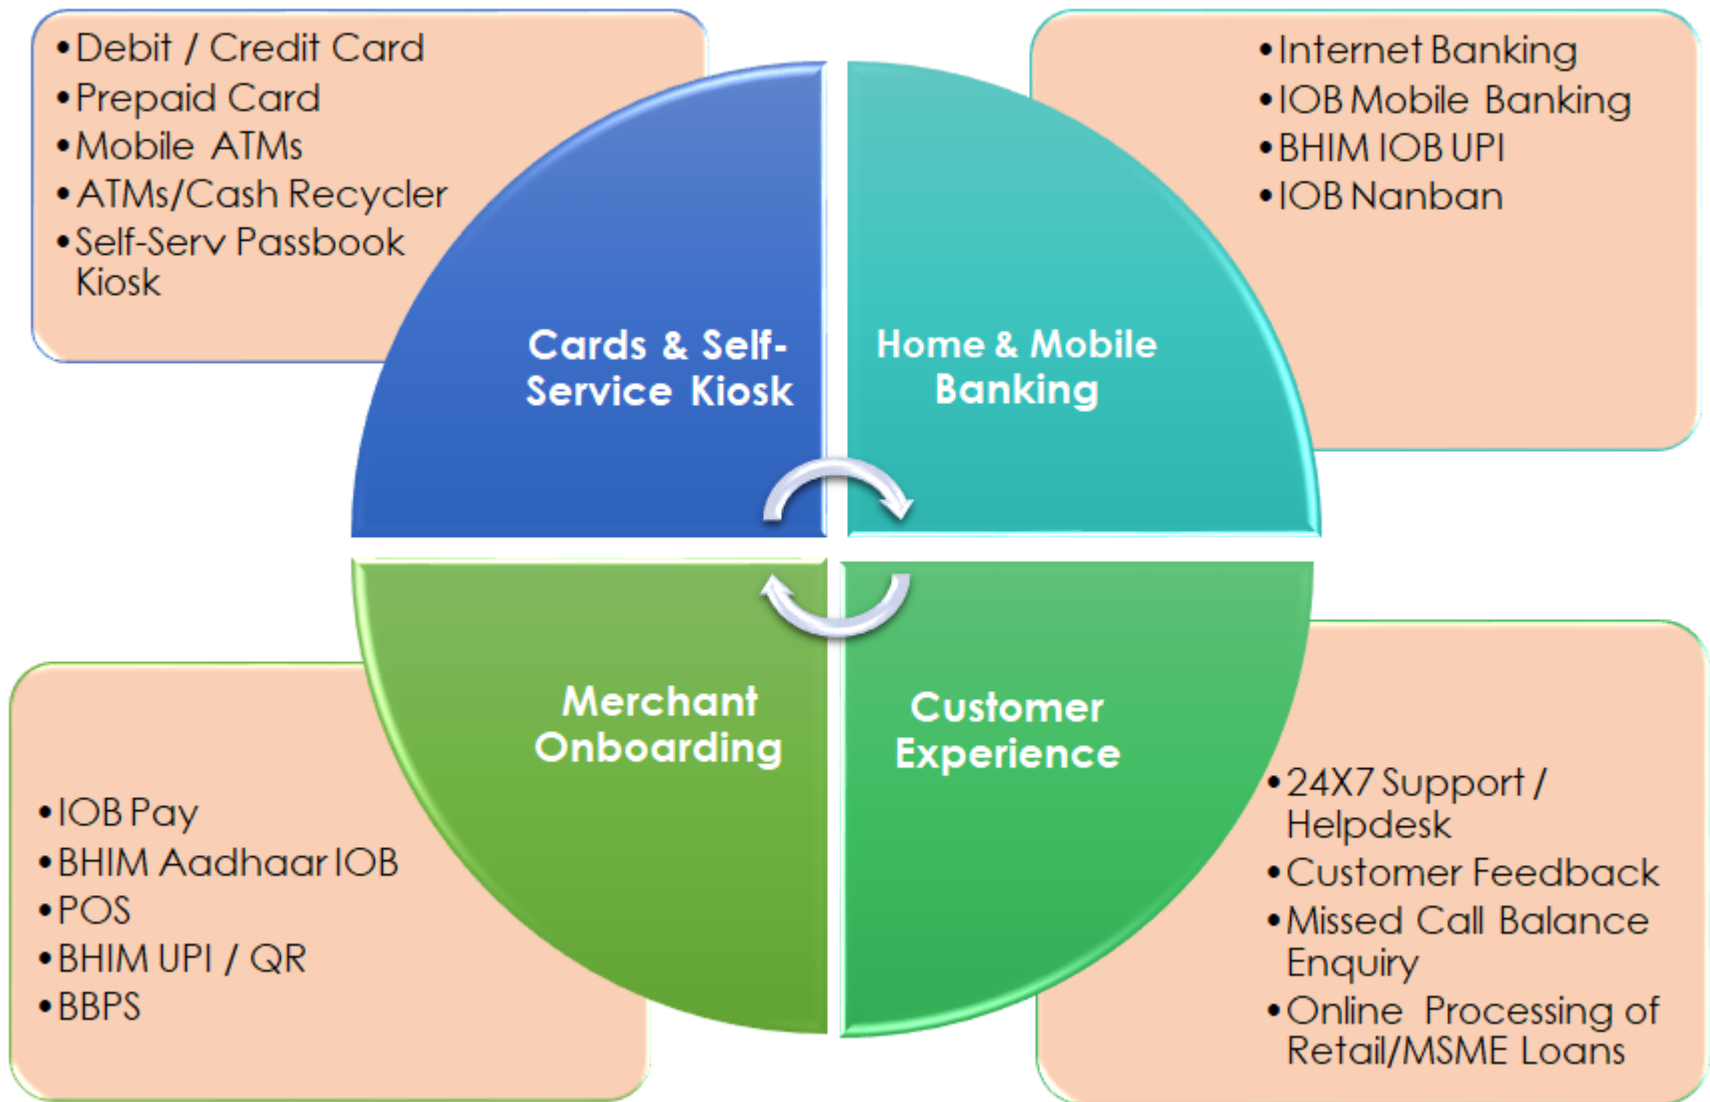 •Debit / Credit Card
•Prepaid Card
•Mobile ATMs
•ATMs/Cash Recycler
•Self-Serv Passbook
Kiosk
•Internet Banking
•IOB Mobile Banking
•BHIM IOB UPI
•IOB Nanban
Cards & Self-
Service Kiosk
Home & Mobile
Banking
Merchant
Onboarding
Customer
Experience
•IOB Pay
•BHIM Aadhaar IOB
•POS
•BHIM UPI / QR
•BBPS
•24X7 Support /
Helpdesk
•Customer Feedback
•Missed Call Balance
Enquiry
•Online Processing of
Retail/MSME Loans